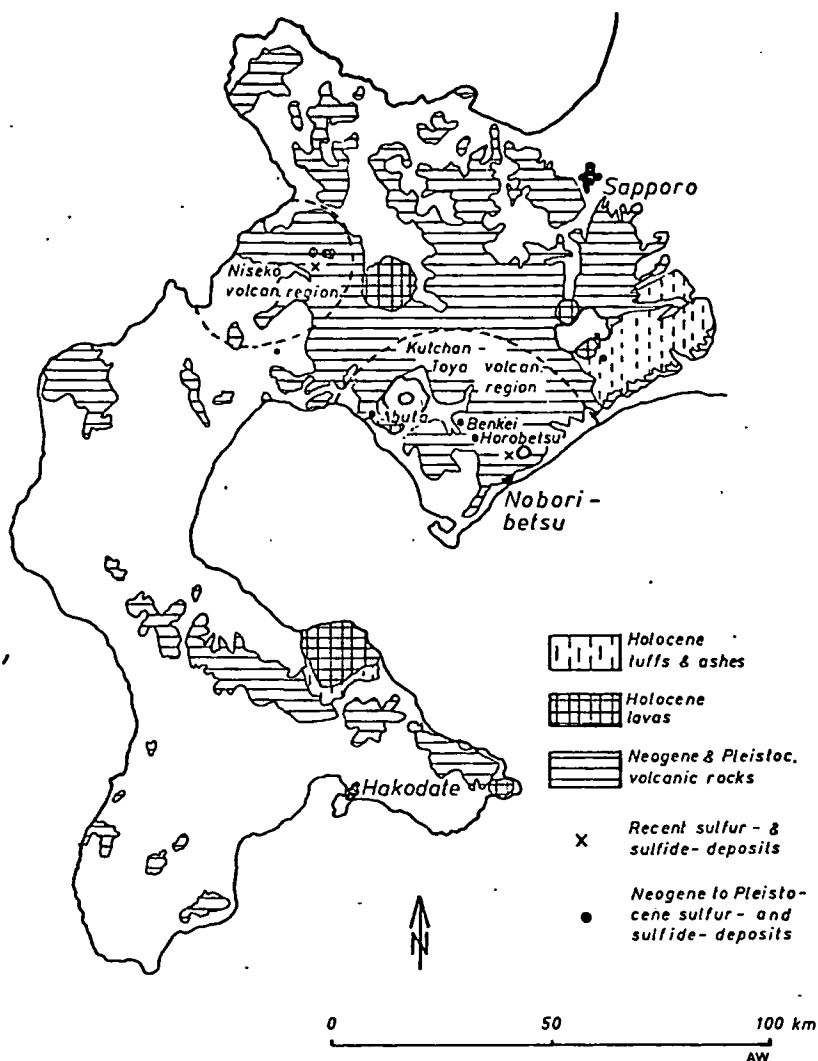 Sapporo
Niseko
volcan. region
Kutchan -
Toya volcan.
region
Abuta
Benkei
Horobetsu
Nobori -
betsu
Hakodate
Holocene
tuffs & ashes
Holocene
lavas
Neogene & Pleistoc.
volcanic rocks
Recent sulfur - &
sulfide - deposits
Neogene to Pleisto-
cene sulfur - and
sulfide - deposits
N
0 50 100 km
AW